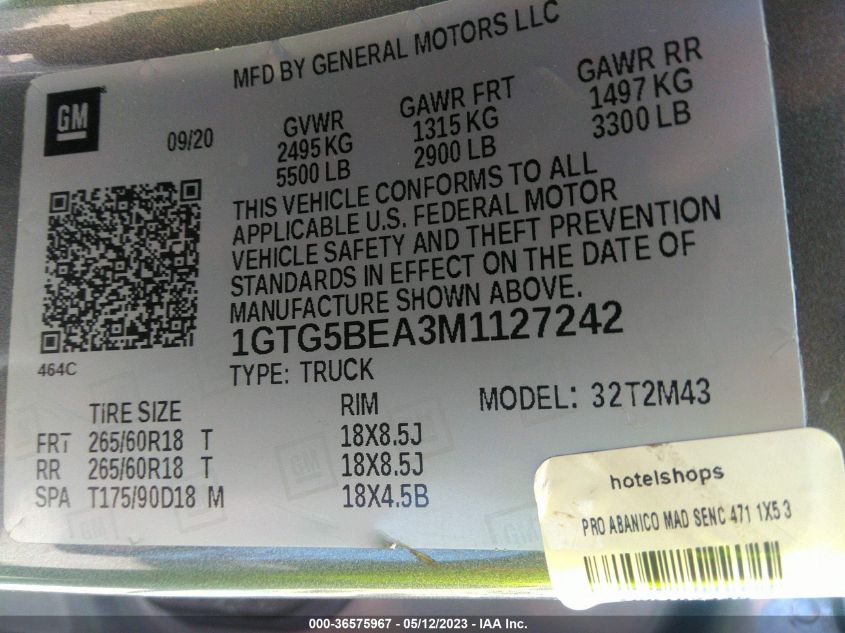 MFD BY GENERAL MOTORS LLC
GM
09/20
GVWR
2495 KG
5500 LB
GAWR FRT
1315 KG
2900 LB
GAWR RR
1497 KG
3300 LB
THIS VEHICLE CONFORMS TO ALL
APPLICABLE U.S. FEDERAL MOTOR
VEHICLE SAFETY AND THEFT PREVENTION
STANDARDS IN EFFECT ON THE DATE OF
MANUFACTURE SHOWN ABOVE.
1GTG5BEA3M1127242
464C
TYPE: TRUCK
MODEL: 32T2M43
TIRE SIZE RIM
FRT 265/60R18 T 18X8.5J
RR 265/60R18 T 18X8.5J
SPA T175/90D18 M 18X4.5B
GM
hotelshops
PRO ABANICO MAD SENC 471 1X5 3
000-36575967 - 05/12/2023 - IAA Inc.